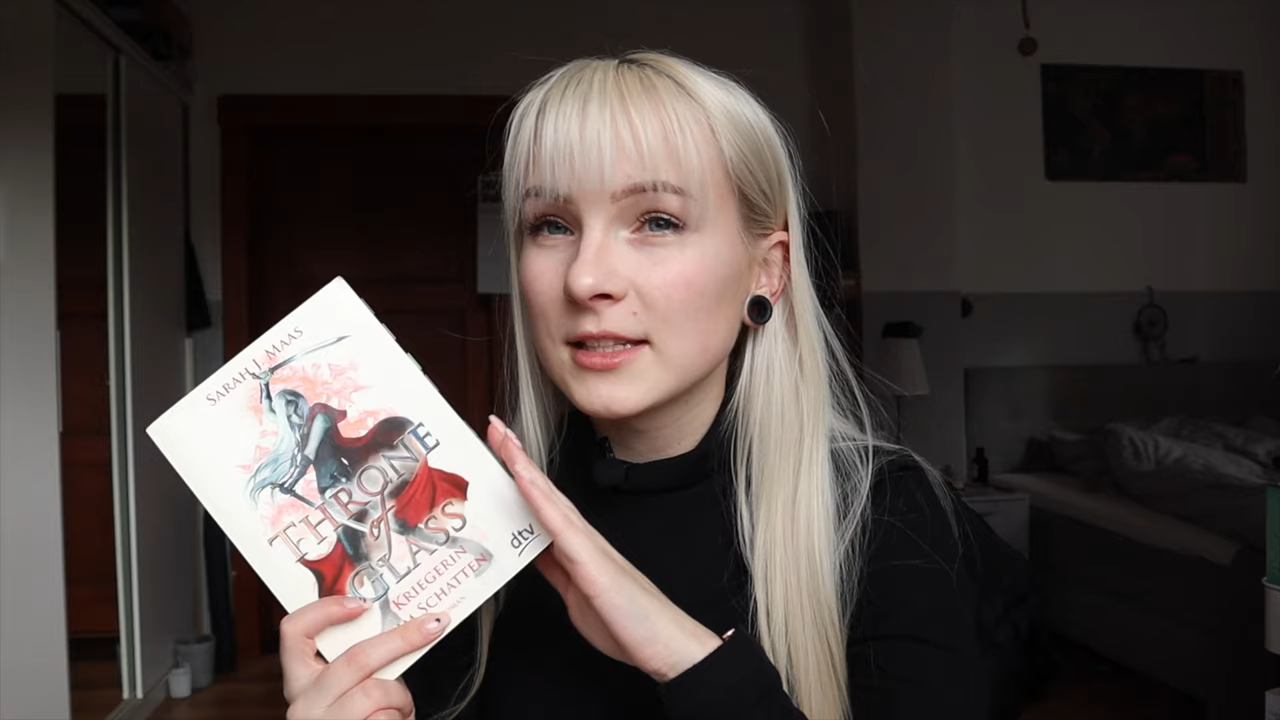 SARAH J. MAAS
THRONE
of
GLASS
KRIEGERIN
SCHATTEN
dtv